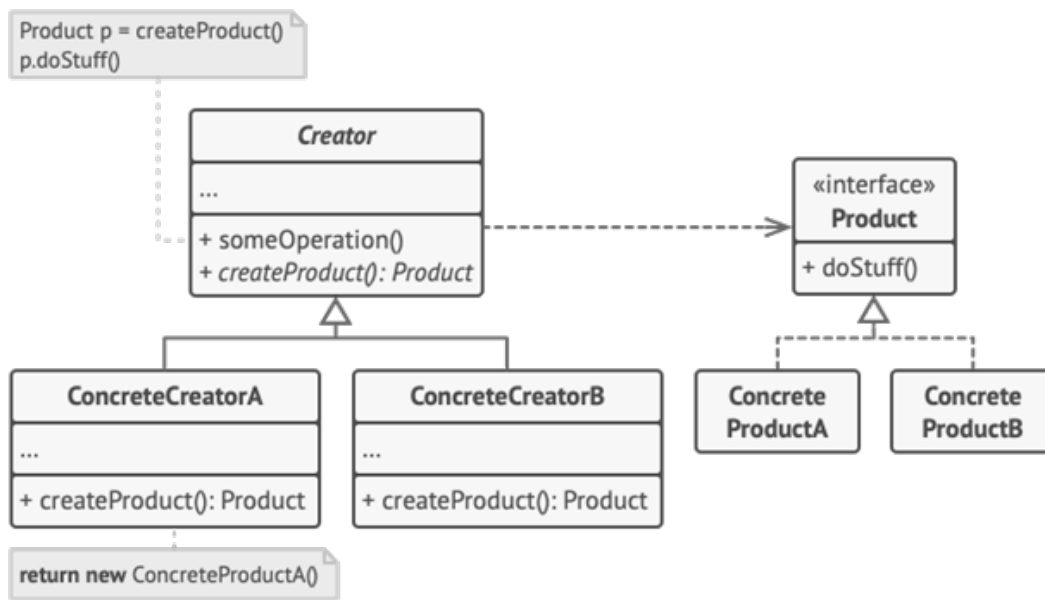 Product p = createProduct()
p.doStuff()
Creator
...
+ someOperation()
+ createProduct(): Product
«interface»
Product
+ doStuff()
ConcreteCreatorA
...
+ createProduct(): Product
ConcreteCreatorB
...
+ createProduct(): Product
Concrete
ProductA
Concrete
ProductB
return new ConcreteProductA()